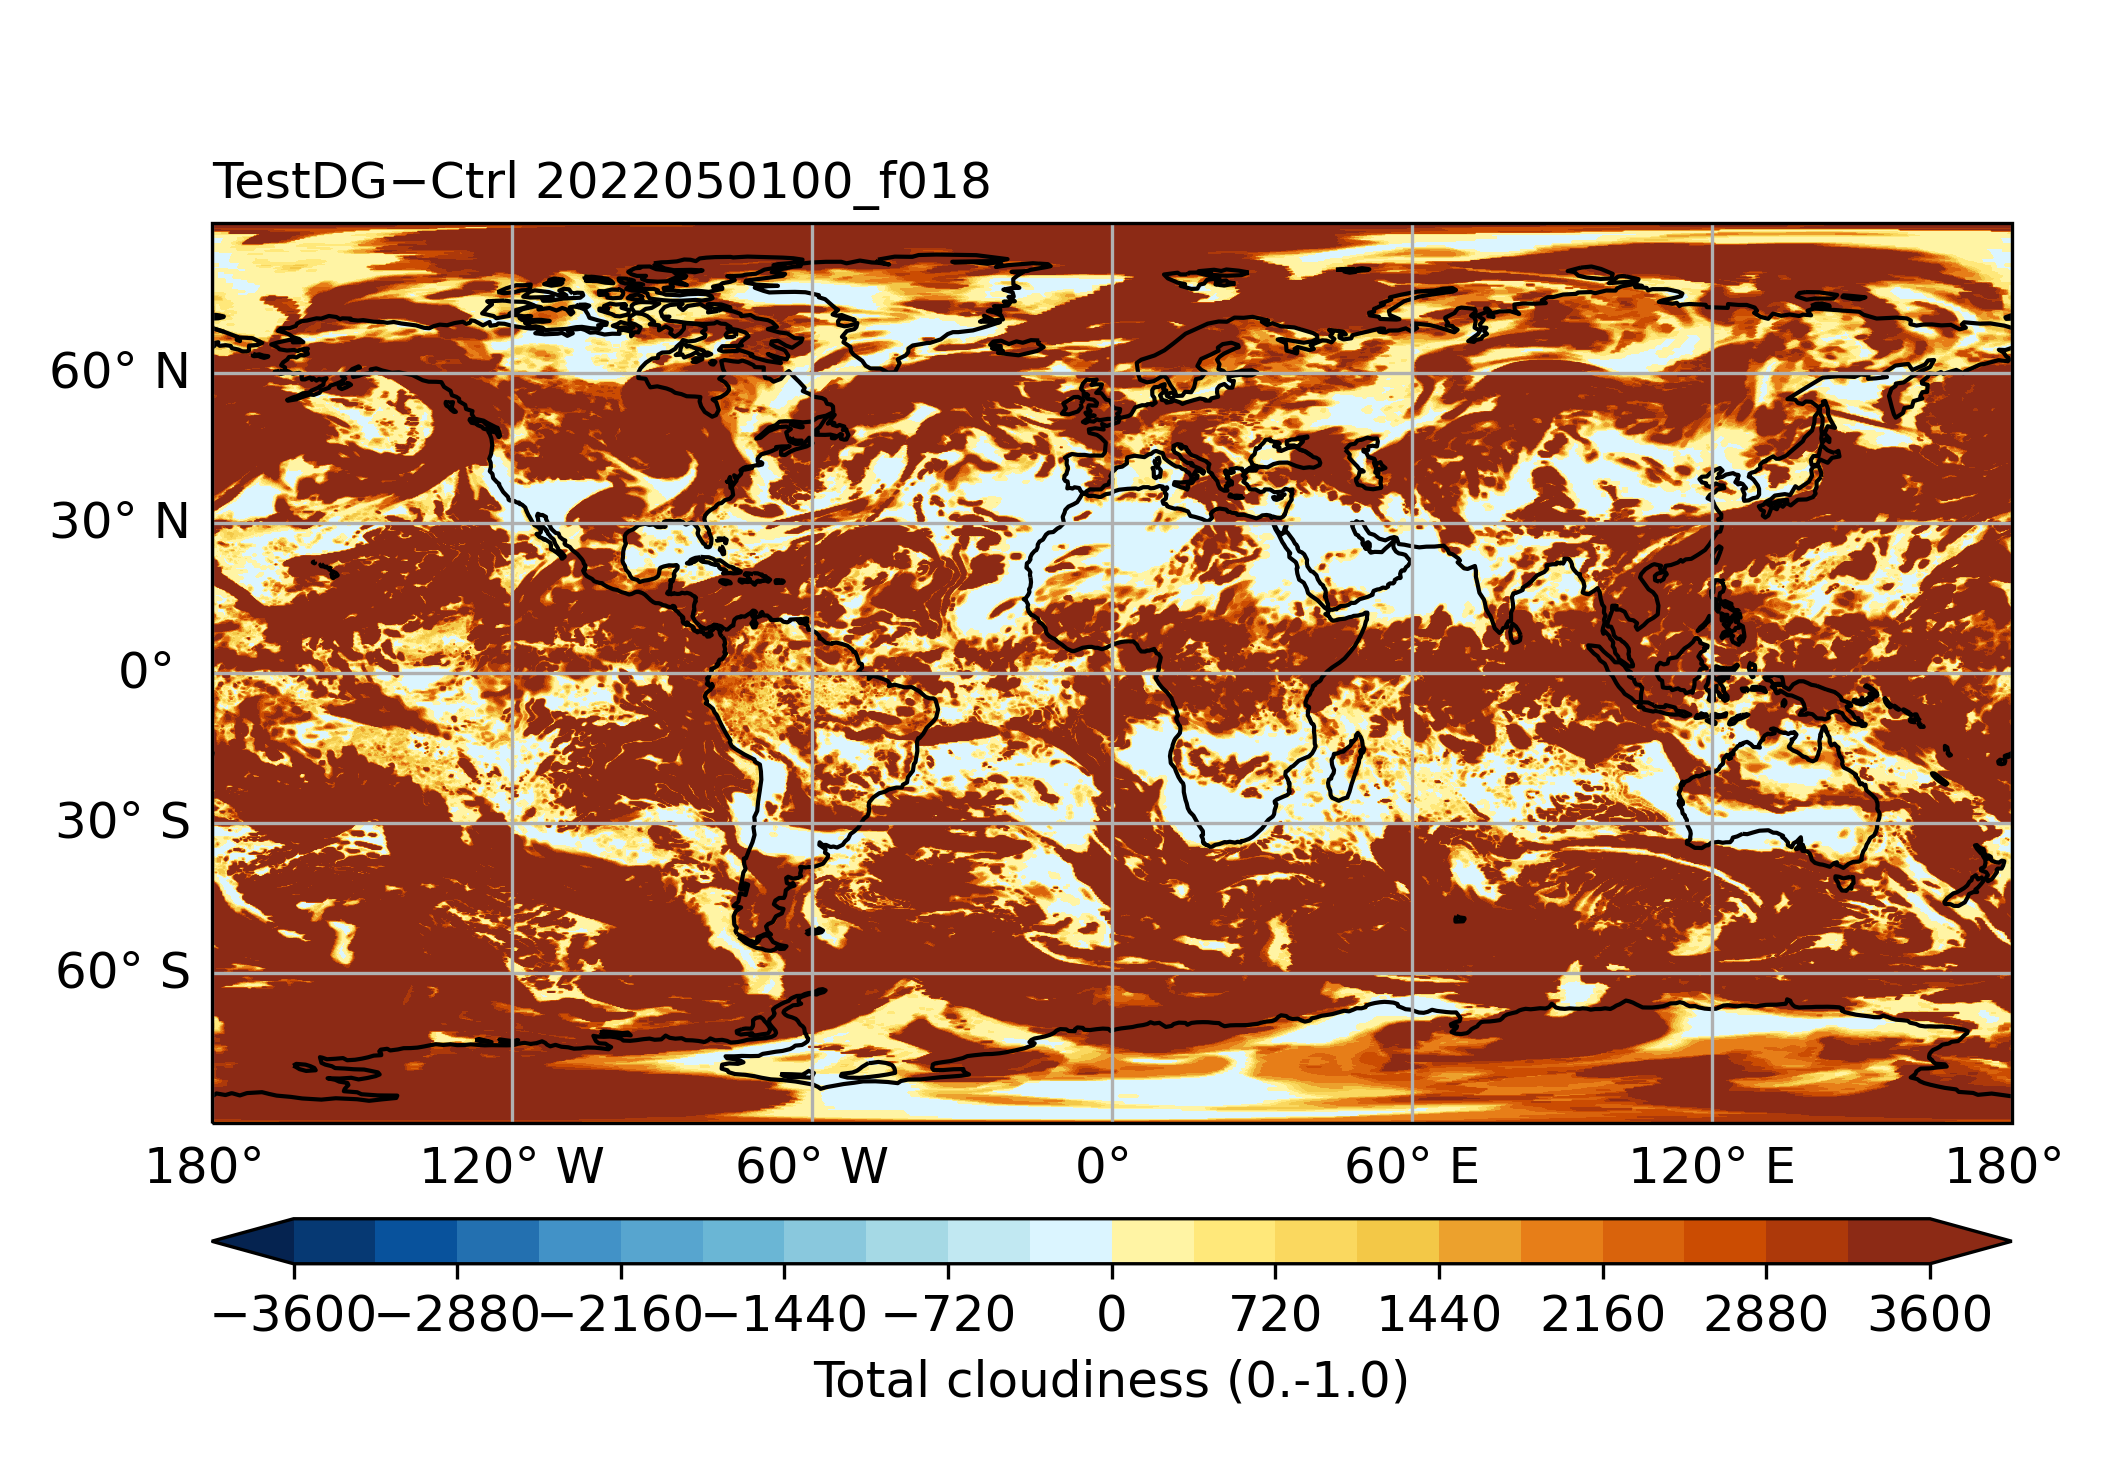 TestDG−Ctrl 2022050100_f018
60° N
30° N
0°
30° S
60° S
180° 120° W 60° W 0° 60° E 120° E 180°
−3600 −2880 −2160 −1440 −720 0 720 1440 2160 2880 3600
Total cloudiness (0.-1.0)